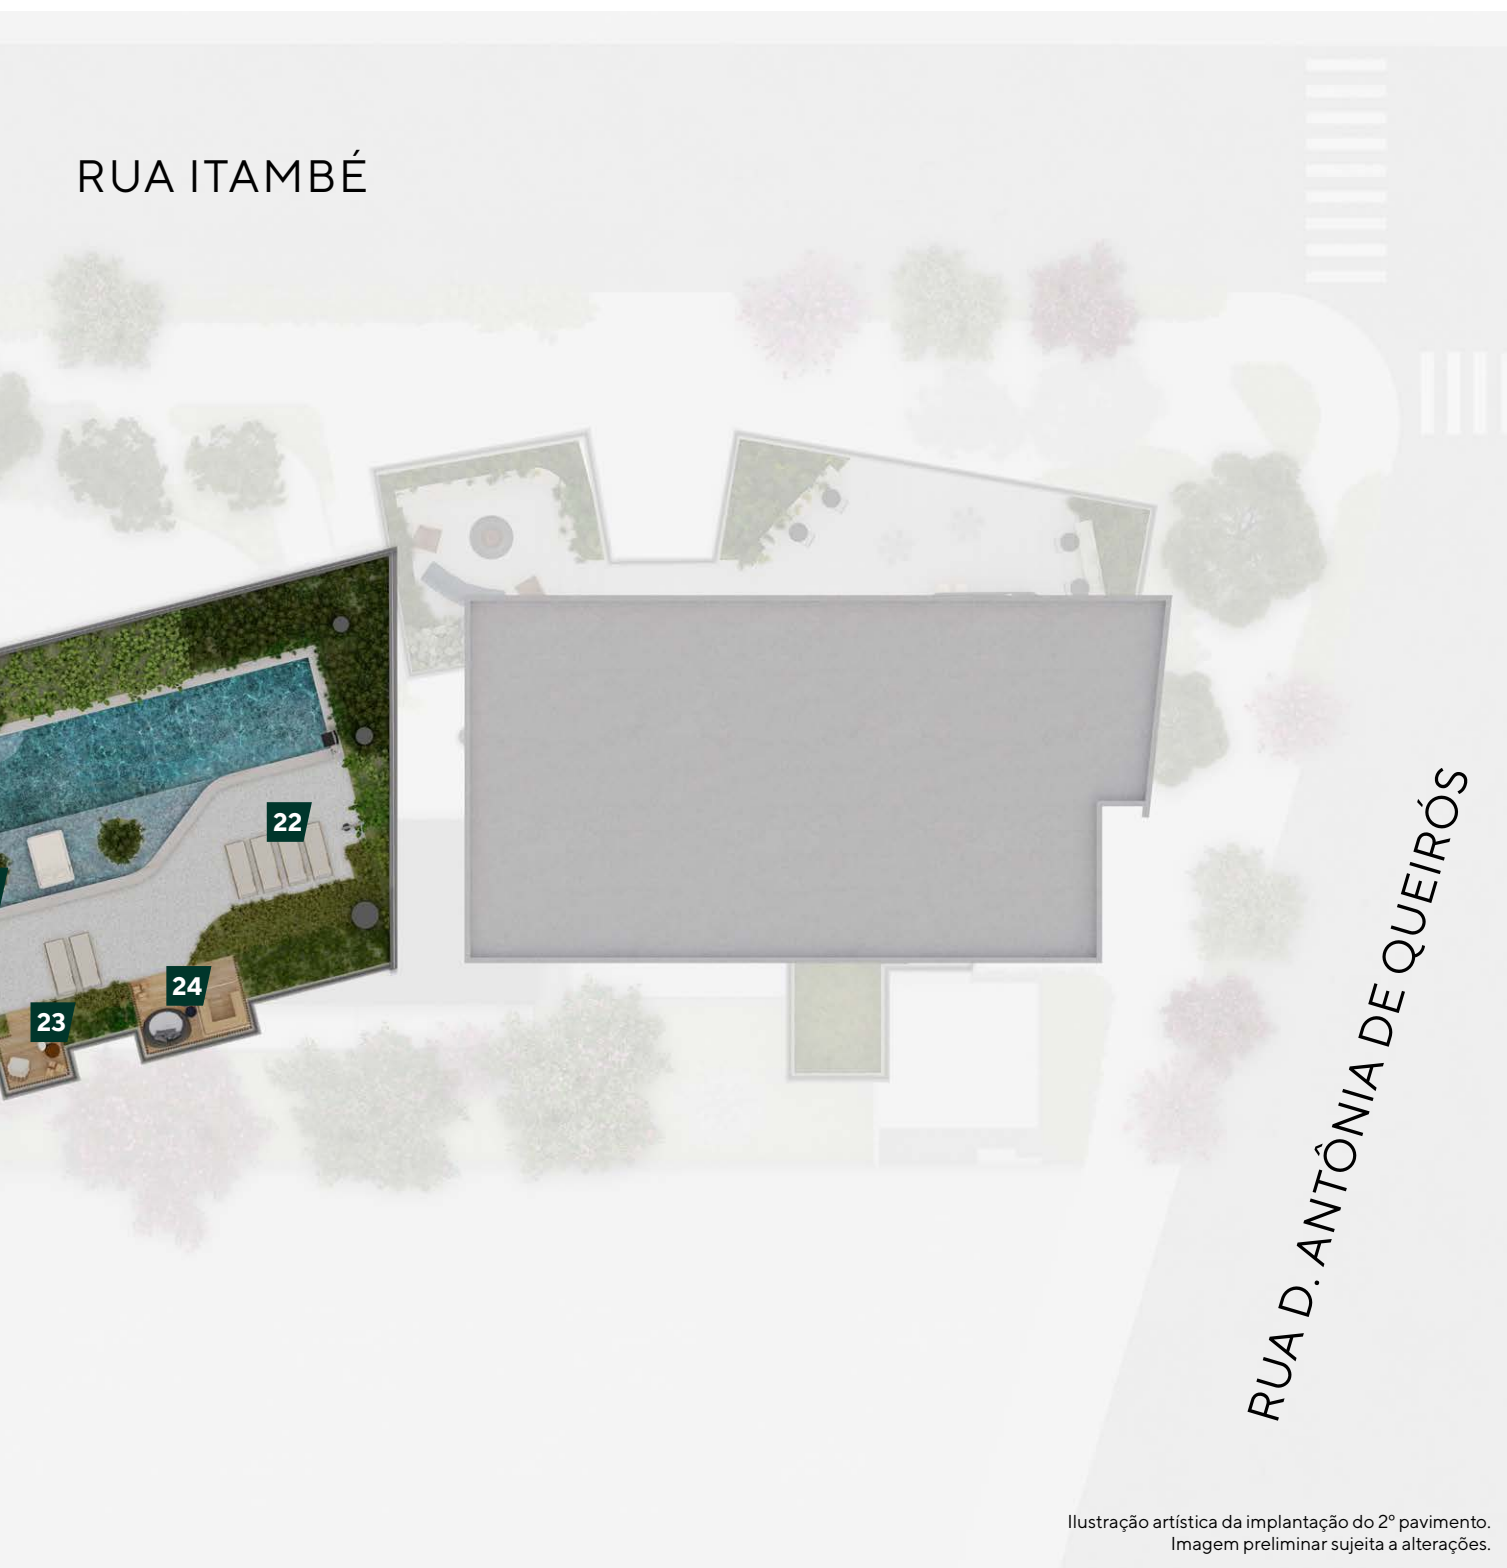 RUA ITAMBÉ
22
24
23
RUA D. ANTÔNIA DE QUEIRÓS
Ilustração artística da implantação do 2º pavimento.
Imagem preliminar sujeita a alterações.